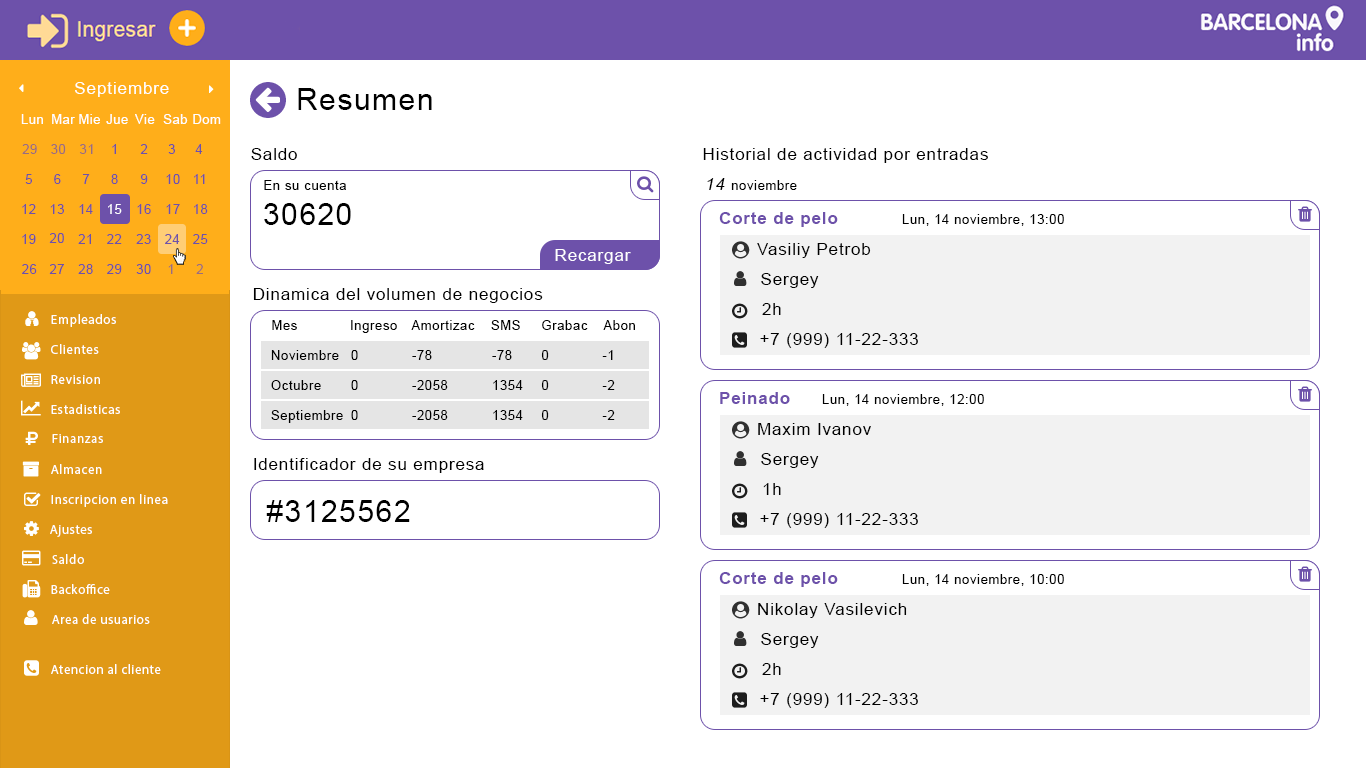 Ingresar
BARCELONA
info
Septiembre
Lun Mar Mie Jue Vie Sab Dom
29 30 31 1 2 3 4
5 6 7 8 9 10 11
12 13 14 15 16 17 18
19 20 21 22 23 24 25
26 27 28 29 30 1 2
Empleados
Clientes
Revision
Estadisticas
Finanzas
Almacen
Inscripcion en linea
Ajustes
Saldo
Backoffice
Area de usuarios
Atencion al cliente
Resumen
Saldo
En su cuenta
30620
Recargar
Dinamica del volumen de negocios
Mes Ingreso Amortizac SMS Grabac Abon
Noviembre 0 -78 -78 0 -1
Octubre 0 -2058 1354 0 -2
Septiembre 0 -2058 1354 0 -2
Identificador de su empresa
#3125562
Historial de actividad por entradas
14 noviembre
Corte de pelo Lun, 14 noviembre, 13:00
Vasiliy Petrob
Sergey
2h
+7 (999) 11-22-333
Peinado Lun, 14 noviembre, 12:00
Maxim Ivanov
Sergey
1h
+7 (999) 11-22-333
Corte de pelo Lun, 14 noviembre, 10:00
Nikolay Vasilevich
Sergey
2h
+7 (999) 11-22-333